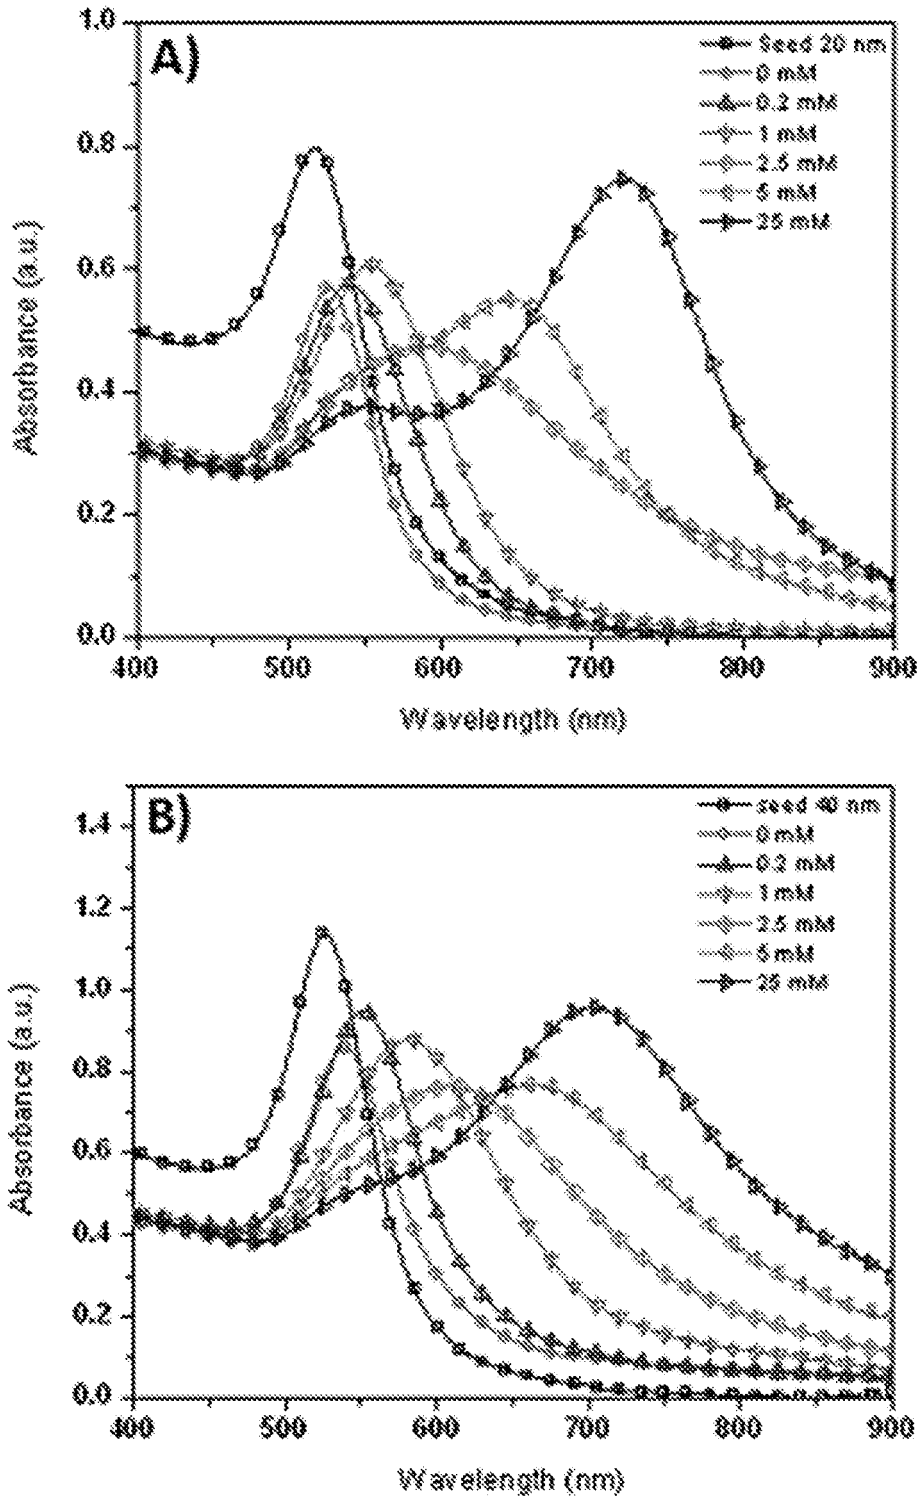 A)
Seed 20 nm
0 mM
0.2 mM
1 mM
2.5 mM
5 mM
25 mM
1.0
0.8
0.6
0.4
0.2
0.0
Absorbance (a.u.)
400 500 600 700 800 900
Wavelength (nm)
B)
seed 40 nm
0 mM
0.2 mM
1 mM
2.5 mM
5 mM
25 mM
1.4
1.2
1.0
0.8
0.6
0.4
0.2
0.0
Absorbance (a.u.)
400 500 600 700 800 900
Wavelength (nm)